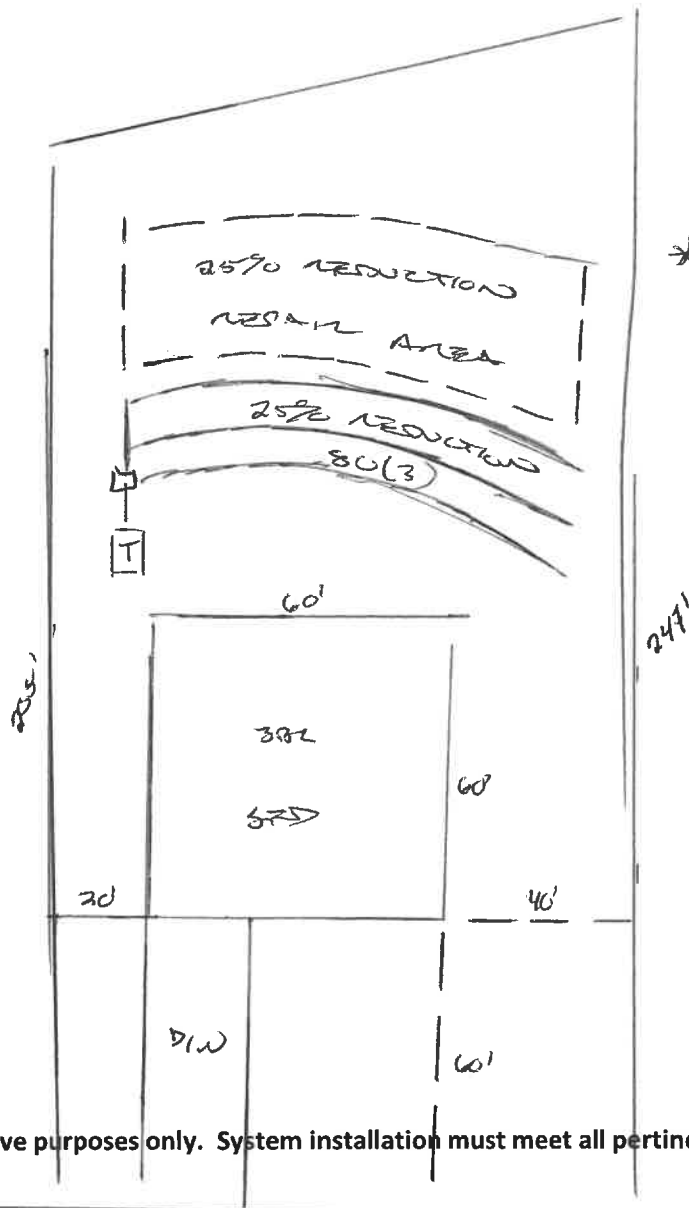 25% REDUCTION
REPAIR AREA
25% REDUCTION
80(3)
T
60'
247'
3BR
60'
SFD
20'
40'
D/W
60'
ve purposes only. System installation must meet all pertine